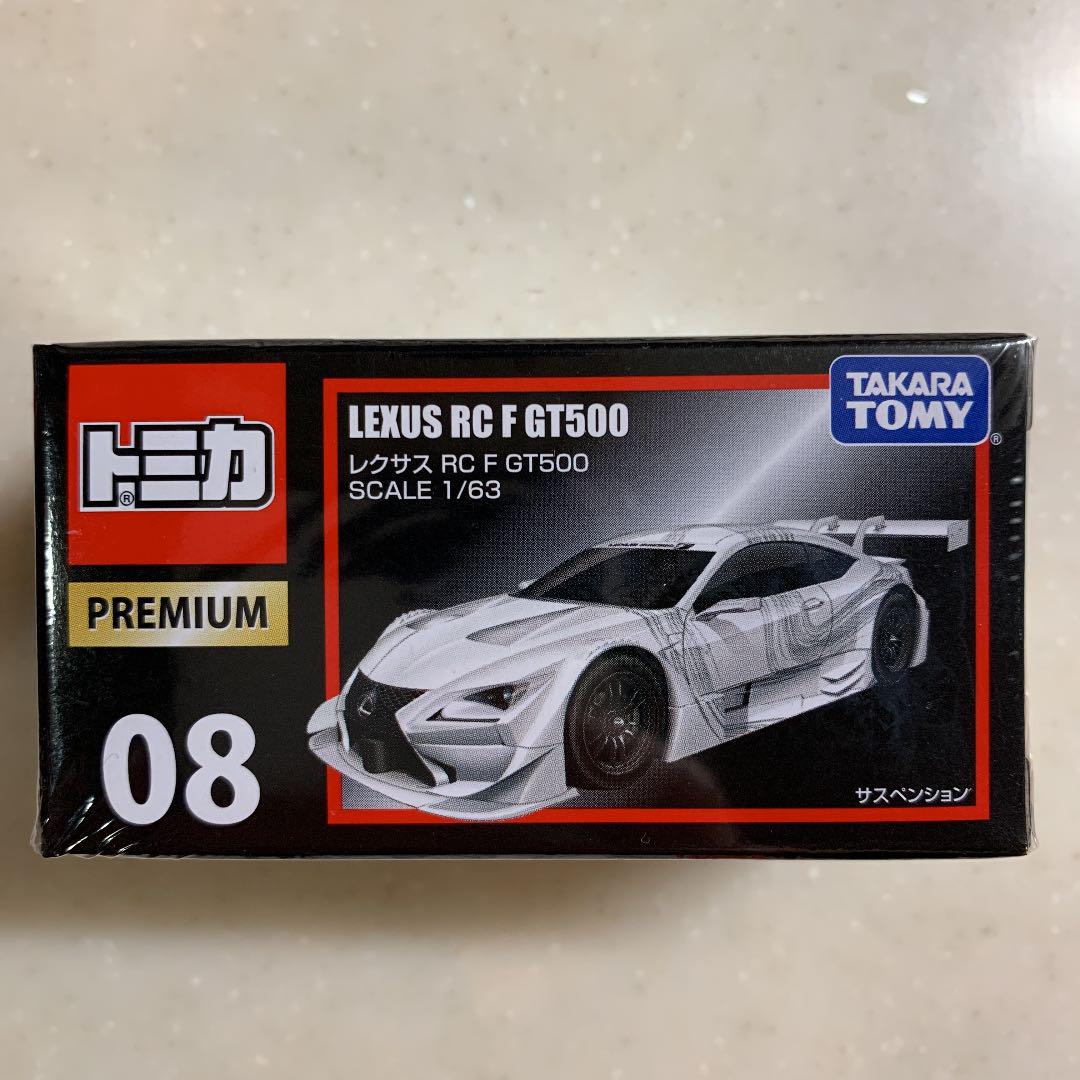 トミカ
®
PREMIUM
08
LEXUS RC F GT500
レクサス RC F GT500
SCALE 1/63
TAKARA
TOMY
®
サスペンション